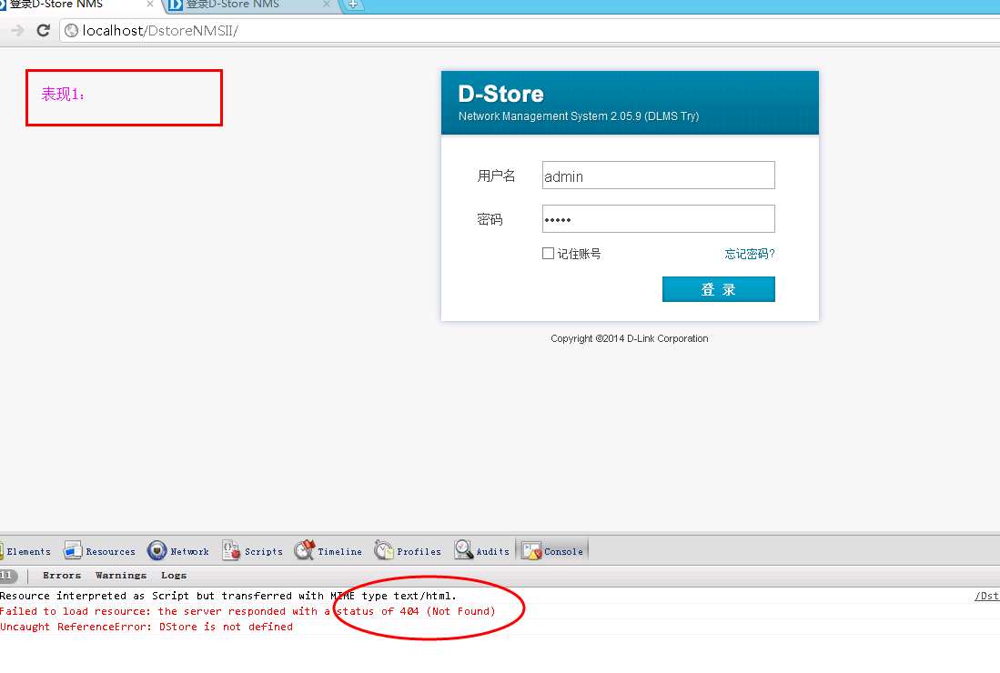 登录D-Store NMS
登录D-Store NMS
localhost/DstoreNMSII/
表现1：
D-Store
Network Management System 2.05.9 (DLMS Try)
用户名
admin
密码
•••••
记住账号
忘记密码?
登 录
Copyright ©2014 D-Link Corporation
Elements Resources Network Scripts Timeline Profiles Audits Console
Errors Warnings Logs
Resource interpreted as Script but transferred with MIME type text/html.
/Dst
Failed to load resource: the server responded with a status of 404 (Not Found)
Uncaught ReferenceError: DStore is not defined